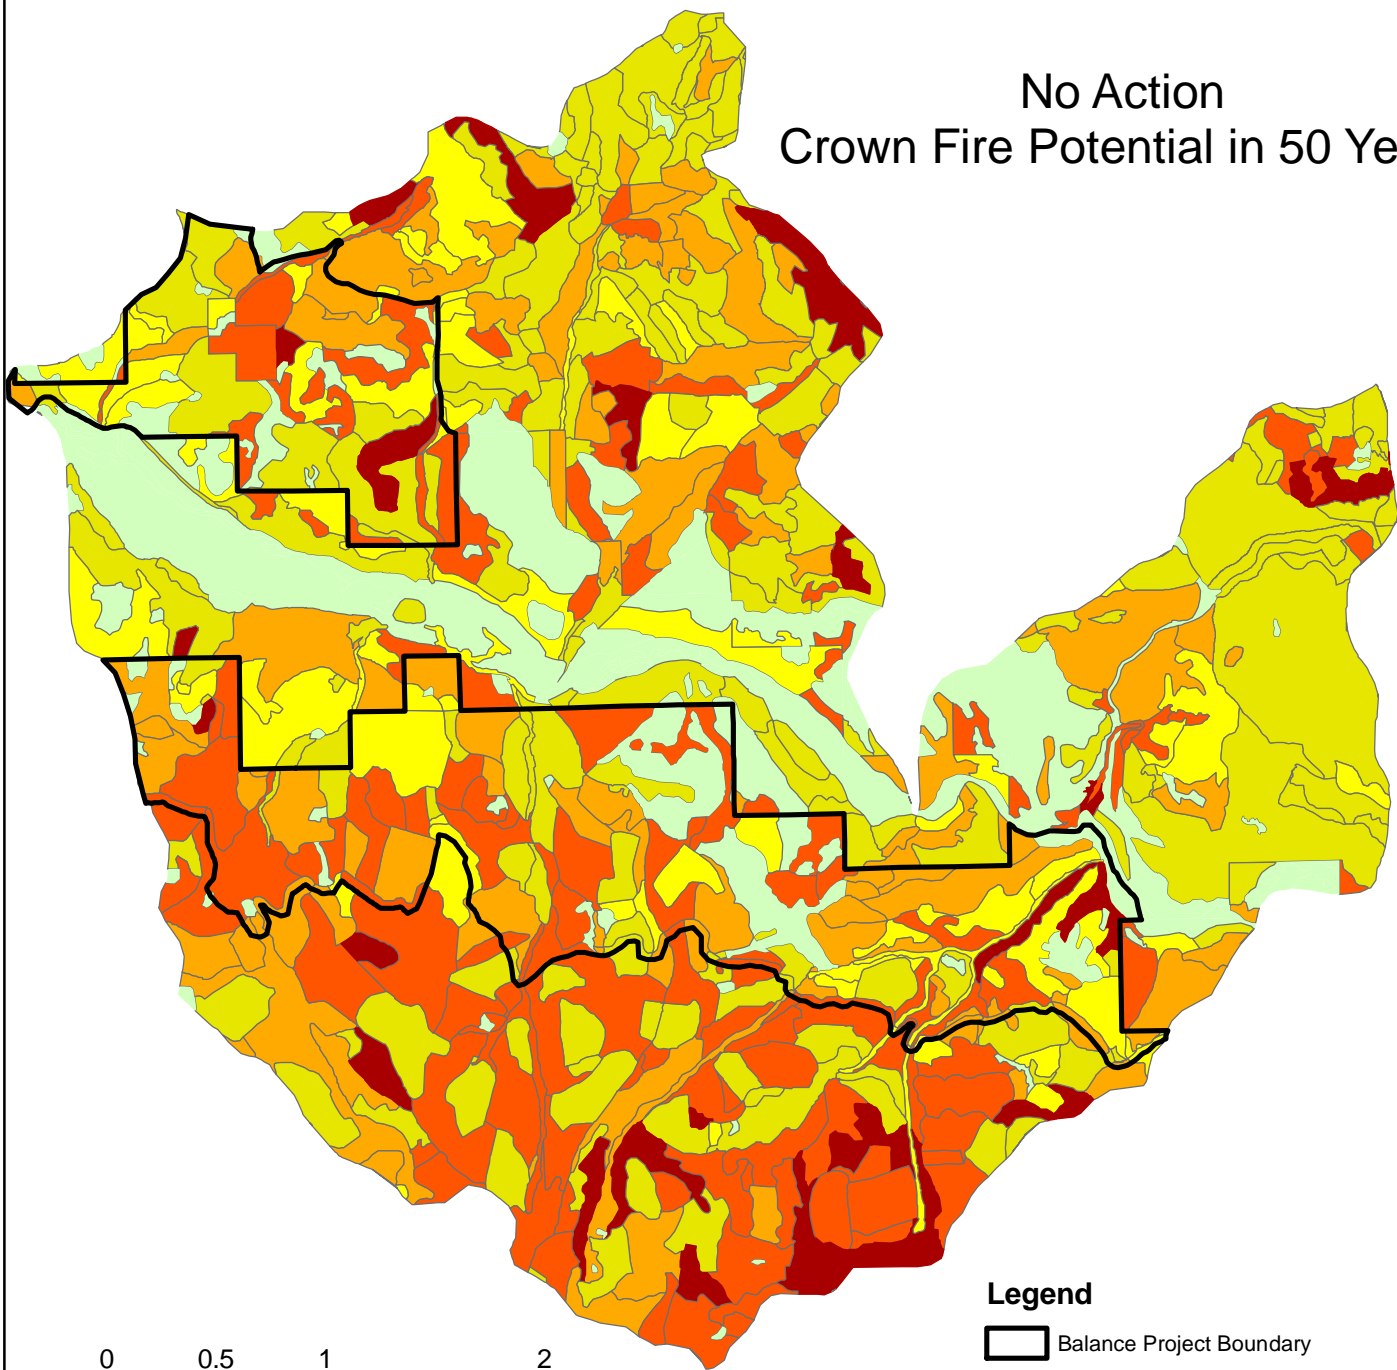 No Action
Crown Fire Potential in 50 Ye
Legend
Balance Project Boundary
0 0.5 1 2